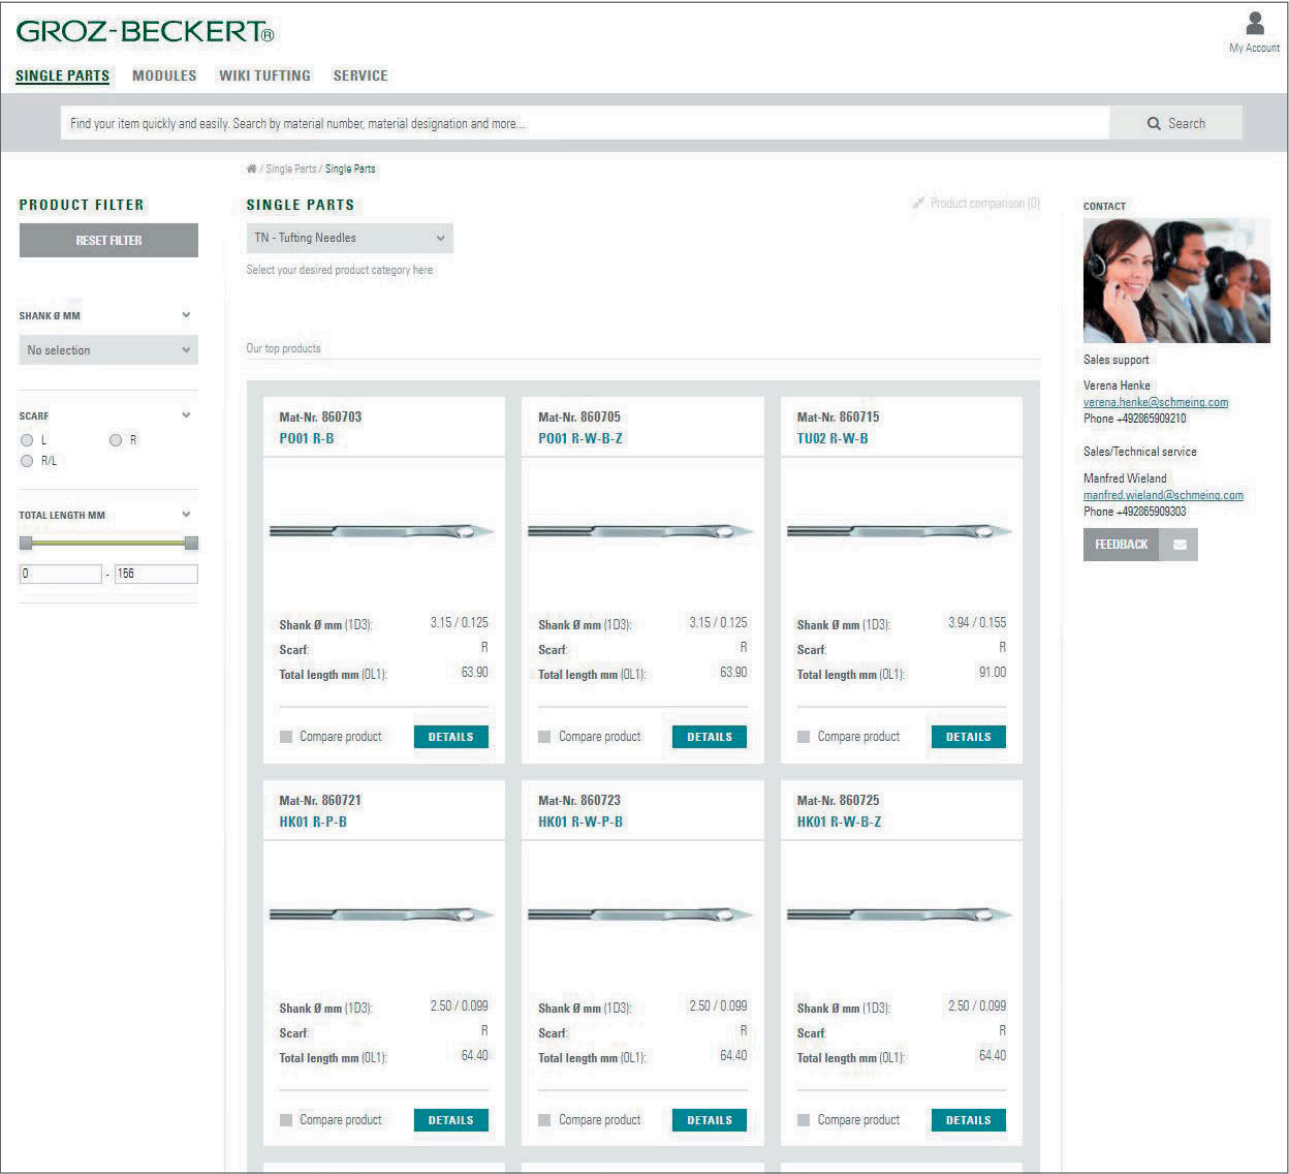 GROZ-BECKERT®
My Account
SINGLE PARTS MODULES WIKI TUFTING SERVICE
Find your item quickly and easily. Search by material number, material designation and more...
Search
/ Single Parts / Single Parts
PRODUCT FILTER
RESET FILTER
SHANK Ø MM
No selection
SCARF
L R
R/L
TOTAL LENGTH MM
0 - 156
SINGLE PARTS
Product comparison (0)
TN - Tufting Needles
Select your desired product category here
Our top products
Mat-Nr. 860703
PO01 R-B
Shank Ø mm (1D3): 3.15 / 0.125
Scarf: R
Total length mm (0L1): 63.90
Compare product DETAILS
Mat-Nr. 860705
PO01 R-W-B-Z
Shank Ø mm (1D3): 3.15 / 0.125
Scarf: R
Total length mm (0L1): 63.90
Compare product DETAILS
Mat-Nr. 860715
TU02 R-W-B
Shank Ø mm (1D3): 3.94 / 0.155
Scarf: R
Total length mm (0L1): 91.00
Compare product DETAILS
Mat-Nr. 860721
HK01 R-P-B
Shank Ø mm (1D3): 2.50 / 0.099
Scarf: R
Total length mm (0L1): 64.40
Compare product DETAILS
Mat-Nr. 860723
HK01 R-W-P-B
Shank Ø mm (1D3): 2.50 / 0.099
Scarf: R
Total length mm (0L1): 64.40
Compare product DETAILS
Mat-Nr. 860725
HK01 R-W-B-Z
Shank Ø mm (1D3): 2.50 / 0.099
Scarf: R
Total length mm (0L1): 64.40
Compare product DETAILS
CONTACT
Sales support
Verena Henke
verena.henke@schmeing.com
Phone +492865909210
Sales/Technical service
Manfred Wieland
manfred.wieland@schmeing.com
Phone +492865909303
FEEDBACK